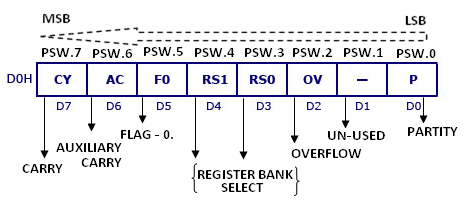 MSB LSB
PSW.7 PSW.6 PSW.5 PSW.4 PSW.3 PSW.2 PSW.1 PSW.0
D0H CY AC F0 RS1 RS0 OV — P
D7 D6 D5 D4 D3 D2 D1 D0
CARRY
AUXILIARY
CARRY
FLAG - 0.
REGISTER BANK
SELECT
OVERFLOW
UN-USED
PARTITY